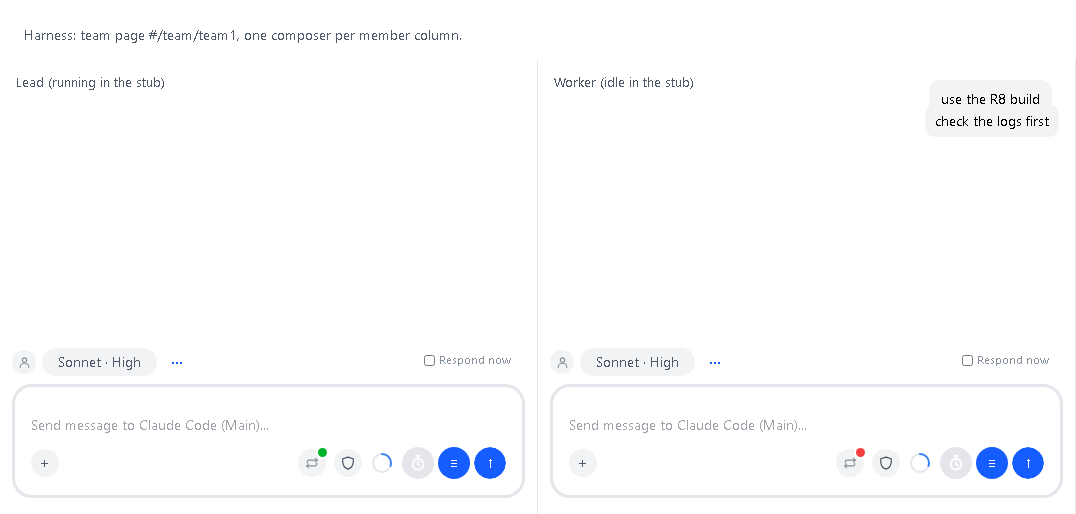 Harness: team page #/team/team1, one composer per member column.
Lead (running in the stub)
Sonnet · High
...
Respond now
Send message to Claude Code (Main)...
+
Worker (idle in the stub)
use the R8 build
check the logs first
Sonnet · High
...
Respond now
Send message to Claude Code (Main)...
+